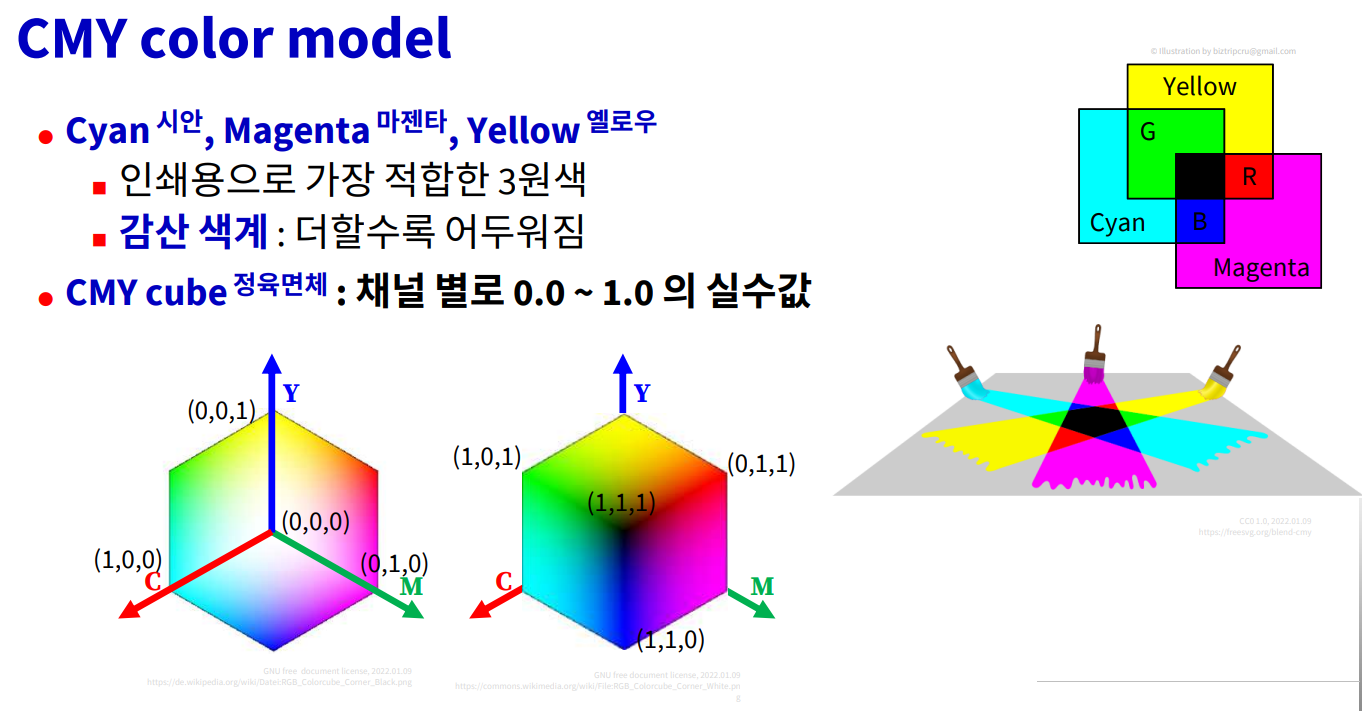 CMY color model
© Illustration by biztripcru@gmail.com
• Cyan 시안, Magenta 마젠타, Yellow 옐로우
▪ 인쇄용으로 가장 적합한 3원색
▪ 감산 색계 : 더할수록 어두워짐
• CMY cube 정육면체 : 채널 별로 0.0 ~ 1.0 의 실수값
Yellow
G
R
Cyan
B
Magenta
Y
(0,0,1)
(0,0,0)
(1,0,0)
(0,1,0)
C
M
GNU free document license, 2022.01.09
https://de.wikipedia.org/wiki/Datei:RGB_Colorcube_Corner_Black.png
Y
(1,0,1)
(0,1,1)
(1,1,1)
C
M
(1,1,0)
GNU free document license, 2022.01.09
https://commons.wikimedia.org/wiki/File:RGB_Colorcube_Corner_White.pn
g
CC0 1.0, 2022.01.09
https://freesvg.org/blend-cmy